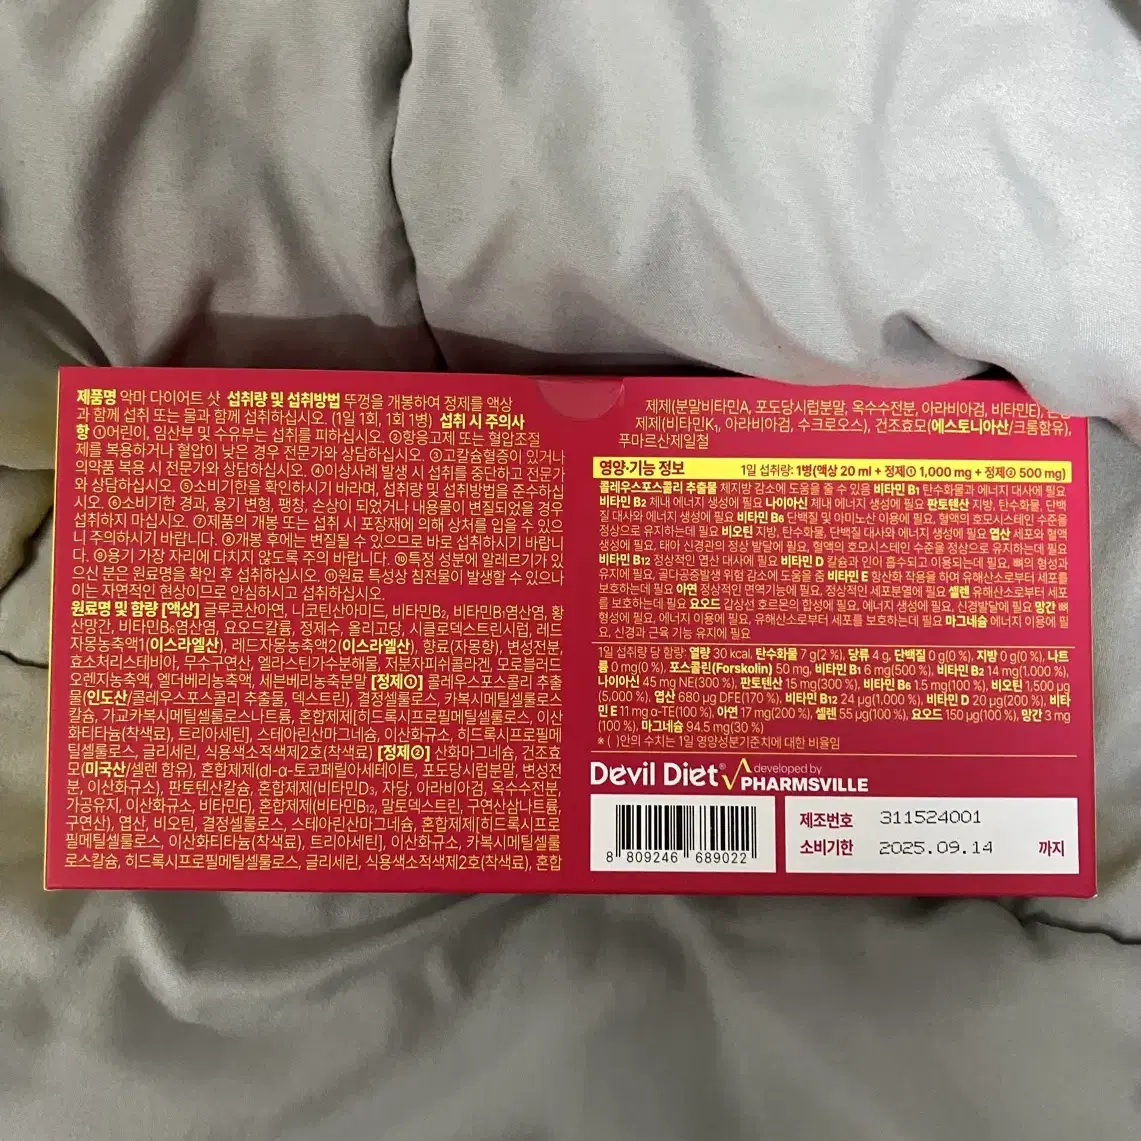 제품명 악마 다이어트 샷 섭취량 및 섭취방법 뚜껑을 개봉하여 정제를 액상
과 함께 섭취 또는 물과 함께 섭취하십시오. (1일 1회, 1회 1병) 섭취 시 주의사
항 ①어린이, 임산부 및 수유부는 섭취를 피하십시오. ②항응고제 또는 혈압조절
제를 복용하거나 혈압이 낮은 경우 전문가와 상담하십시오. ③고칼슘혈증이 있거나
의약품 복용 시 전문가와 상담하십시오. ④이상사례 발생 시 섭취를 중단하고 전문가
와 상담하십시오. ⑤소비기한을 확인하시기 바라며, 섭취량 및 섭취방법을 준수하십
시오. ⑥소비기한 경과, 용기 변형, 팽창, 손상이 되었거나 내용물이 변질되었을 경우
섭취하지 마십시오. ⑦제품의 개봉 또는 섭취 시 포장재에 의해 상처를 입을 수 있으
니 주의하시기 바랍니다. ⑧개봉 후에는 변질될 수 있으므로 바로 섭취하시기 바랍니
다. ⑨용기 가장 자리에 다치지 않도록 주의 바랍니다. ⑩특정 성분에 알레르기가 있
으신 분은 원료명을 확인 후 섭취하십시오. ⑪원료 특성상 침전물이 발생할 수 있으나
이는 자연적인 현상이므로 안심하시고 섭취하십시오.
원료명 및 함량 [액상] 글루콘산아연, 니코틴산아미드, 비타민B2, 비타민B1염산염, 황
산망간, 비타민B6염산염, 요오드칼륨, 정제수, 올리고당, 시클로덱스트린시럽, 레드
자몽농축액1(이스라엘산), 레드자몽농축액2(이스라엘산), 향료(자몽향), 변성전분,
효소처리스테비아, 무수구연산, 엘라스틴가수분해물, 저분자피쉬콜라겐, 모로블러드
오렌지농축액, 엘더베리농축액, 세븐베리농축분말 [정제①] 콜레우스포스콜리 추출
물(인도산/콜레우스포스콜리 추출물, 덱스트린), 결정셀룰로스, 카복시메틸셀룰로스
칼슘, 가교카복시메틸셀룰로스나트륨, 혼합제제[히드록시프로필메틸셀룰로스, 이산
화티타늄(착색료), 트리아세틴], 스테아린산마그네슘, 이산화규소, 히드록시프로필메
틸셀룰로스, 글리세린, 식용색소적색제2호(착색료) [정제②] 산화마그네슘, 건조효
모(미국산/셀렌 함유), 혼합제제(dl-α-토코페릴아세테이트, 포도당시럽분말, 변성전
분, 이산화규소), 판토텐산칼슘, 혼합제제(비타민D3, 자당, 아라비아검, 옥수수전분,
가공유지, 이산화규소, 비타민E), 혼합제제(비타민B12, 말토덱스트린, 구연산삼나트륨,
구연산), 엽산, 비오틴, 결정셀룰로스, 스테아린산마그네슘, 혼합제제[히드록시프로
필메틸셀룰로스, 이산화티타늄(착색료), 트리아세틴], 이산화규소, 카복시메틸셀룰
로스칼슘, 히드록시프로필메틸셀룰로스, 글리세린, 식용색소적색제2호(착색료), 혼합
제제(분말비타민A, 포도당시럽분말, 옥수수전분, 아라비아검, 비타민E),
제제(비타민K1, 아라비아검, 수크로오스), 건조효모(에스토니아산/크롬함유),
푸마르산제일철
영양·기능 정보 1일 섭취량: 1병(액상 20 ml + 정제① 1,000 mg + 정제② 500 mg)
콜레우스포스콜리 추출물 체지방 감소에 도움을 줄 수 있음 비타민 B1 탄수화물과 에너지 대사에 필요
비타민 B2 체내 에너지 생성에 필요 나이아신 체내 에너지 생성에 필요 판토텐산 지방, 탄수화물, 단백
질 대사와 에너지 생성에 필요 비타민 B6 단백질 및 아미노산 이용에 필요, 혈액의 호모시스테인 수준을
정상으로 유지하는데 필요 비오틴 지방, 탄수화물, 단백질 대사와 에너지 생성에 필요 엽산 세포와 혈액
생성에 필요, 태아 신경관의 정상 발달에 필요, 혈액의 호모시스테인 수준을 정상으로 유지하는데 필요
비타민 B12 정상적인 엽산 대사에 필요 비타민 D 칼슘과 인이 흡수되고 이용되는데 필요, 뼈의 형성과
유지에 필요, 골다공증발생 위험 감소에 도움을 줌 비타민 E 항산화 작용을 하여 유해산소로부터 세포를
보호하는데 필요 아연 정상적인 면역기능에 필요, 정상적인 세포분열에 필요 셀렌 유해산소로부터 세포
를 보호하는데 필요 요오드 갑상선 호르몬의 합성에 필요, 에너지 생성에 필요, 신경발달에 필요 망간 뼈
형성에 필요, 에너지 이용에 필요, 유해산소로부터 세포를 보호하는데 필요 마그네슘 에너지 이용에 필
요, 신경과 근육 기능 유지에 필요
1일 섭취량 당 함량: 열량 30 kcal, 탄수화물 7 g(2 %), 당류 4 g, 단백질 0 g(0 %), 지방 0 g(0 %), 나트
륨 0 mg(0 %), 포스콜린(Forskolin) 50 mg, 비타민 B1 6 mg(500 %), 비타민 B2 14 mg(1,000 %),
나이아신 45 mg NE(300 %), 판토텐산 15 mg(300 %), 비타민 B6 1.5 mg(100 %), 비오틴 1,500 μg
(5,000 %), 엽산 680 μg DFE(170 %), 비타민 B12 24 μg(1,000 %), 비타민 D 20 μg(200 %), 비타
민 E 11 mg α-TE(100 %), 아연 17 mg(200 %), 셀렌 55 μg(100 %), 요오드 150 μg(100 %), 망간 3 mg
(100 %), 마그네슘 94.5 mg(30 %)
※ ( )안의 수치는 1일 영양성분기준치에 대한 비율임
Devil Diet® developed by PHARMSVILLE
8 809246 689022
제조번호 311524001
소비기한 2025.09.14 까지